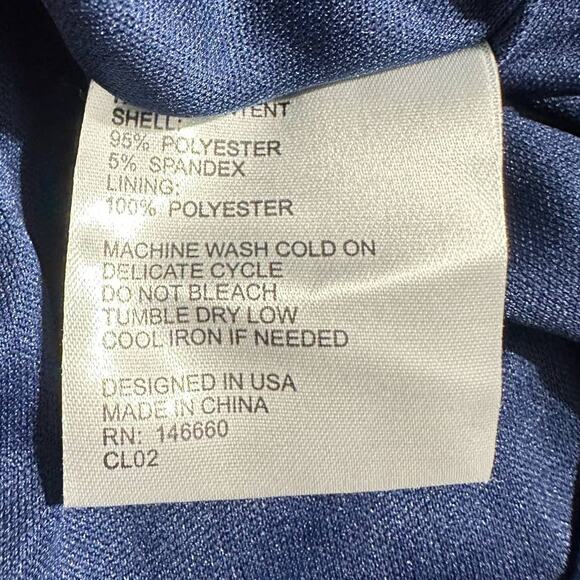 SHELL: TENT
95% POLYESTER
5% SPANDEX
LINING:
100% POLYESTER
MACHINE WASH COLD ON
DELICATE CYCLE
DO NOT BLEACH
TUMBLE DRY LOW
COOL IRON IF NEEDED
DESIGNED IN USA
MADE IN CHINA
RN: 146660
CL02